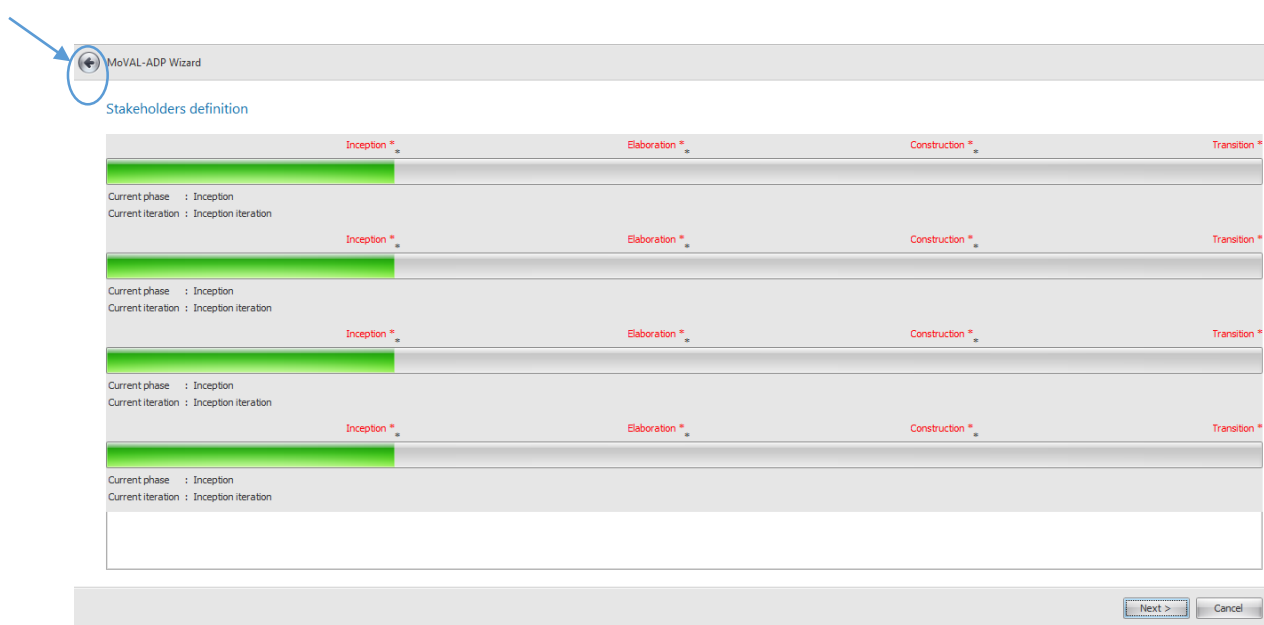 MoVAL-ADP Wizard
Stakeholders definition
Inception * * Elaboration * * Construction * * Transition *
Current phase : Inception
Current iteration : Inception iteration
Inception * * Elaboration * * Construction * * Transition *
Current phase : Inception
Current iteration : Inception iteration
Inception * * Elaboration * * Construction * * Transition *
Current phase : Inception
Current iteration : Inception iteration
Inception * * Elaboration * * Construction * * Transition *
Current phase : Inception
Current iteration : Inception iteration
Next > Cancel